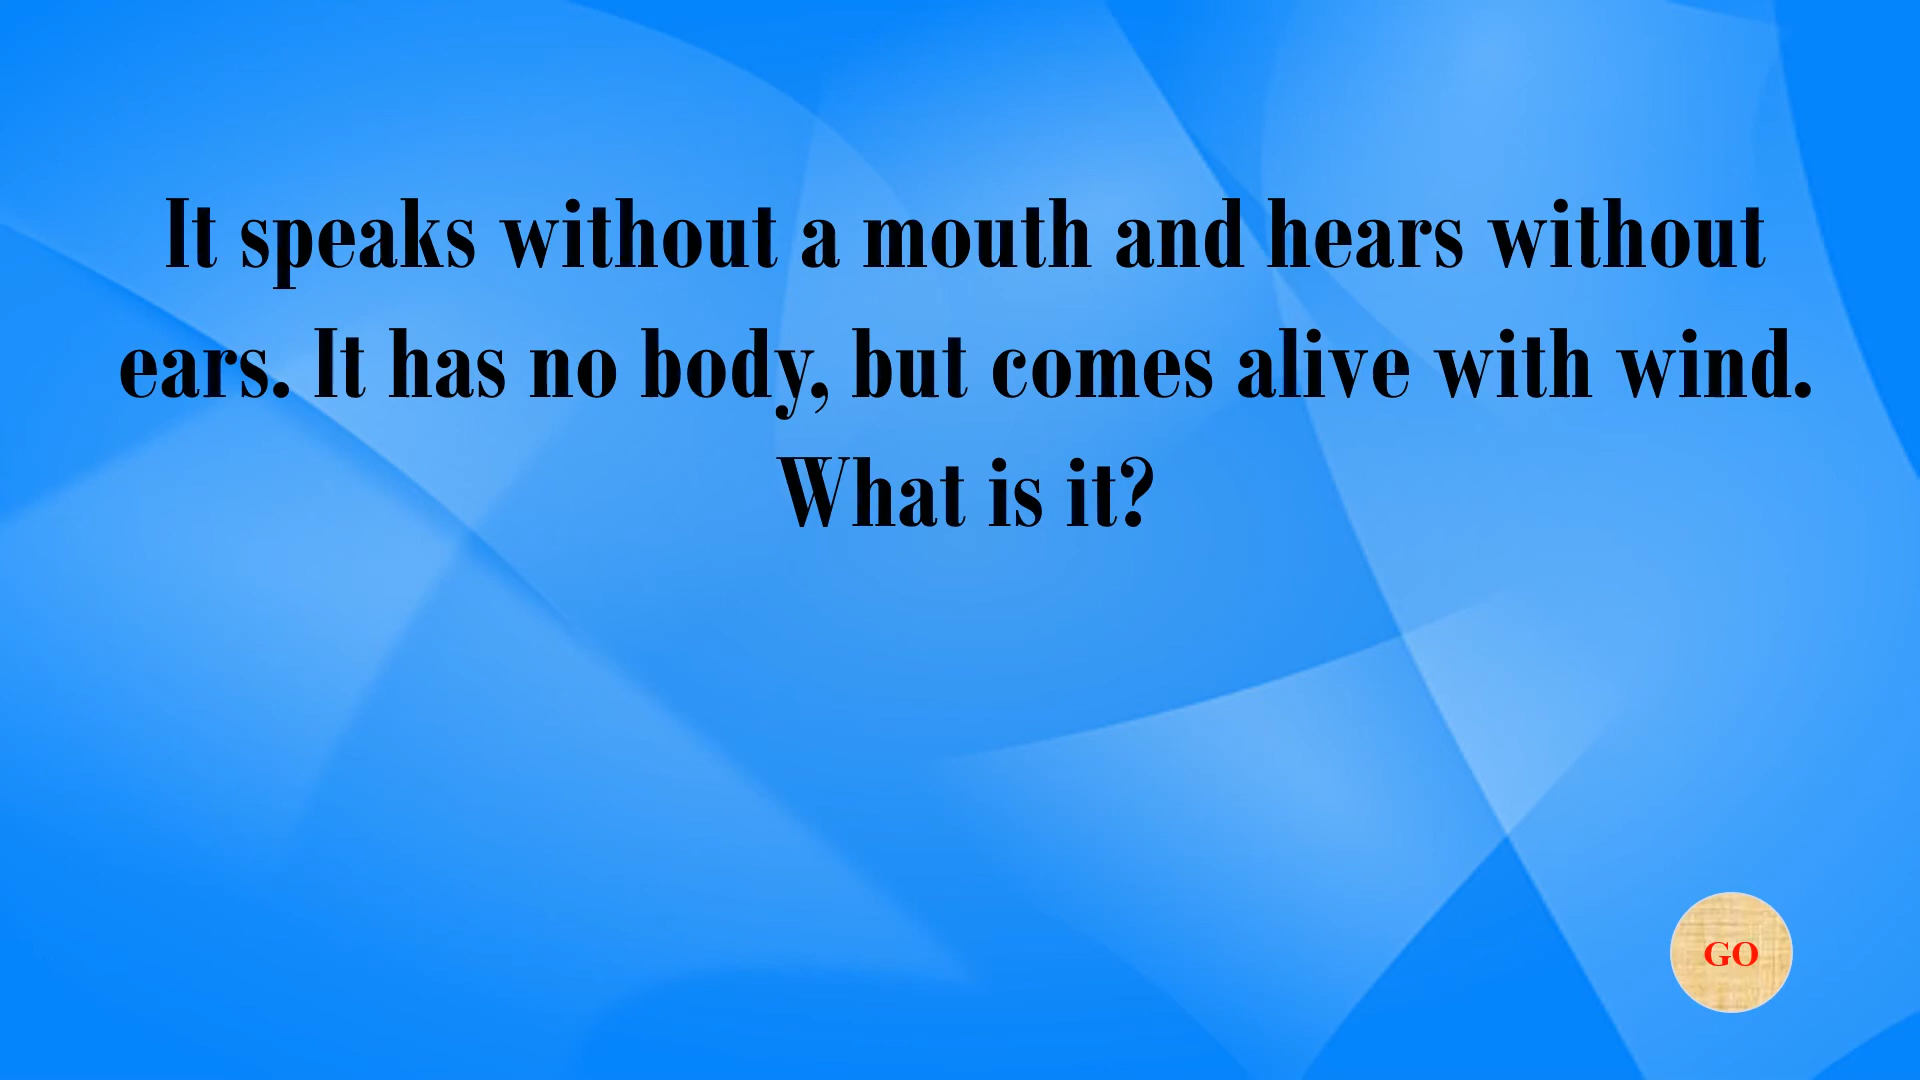 It speaks without a mouth and hears without
ears. It has no body, but comes alive with wind.
What is it?
GO